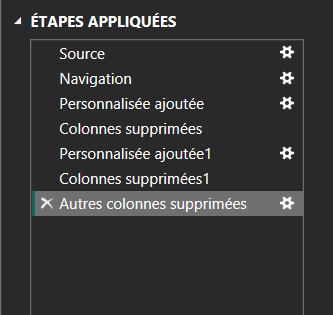 ÉTAPES APPLIQUÉES
Source
Navigation
Personnalisée ajoutée
Colonnes supprimées
Personnalisée ajoutée1
Colonnes supprimées1
Autres colonnes supprimées